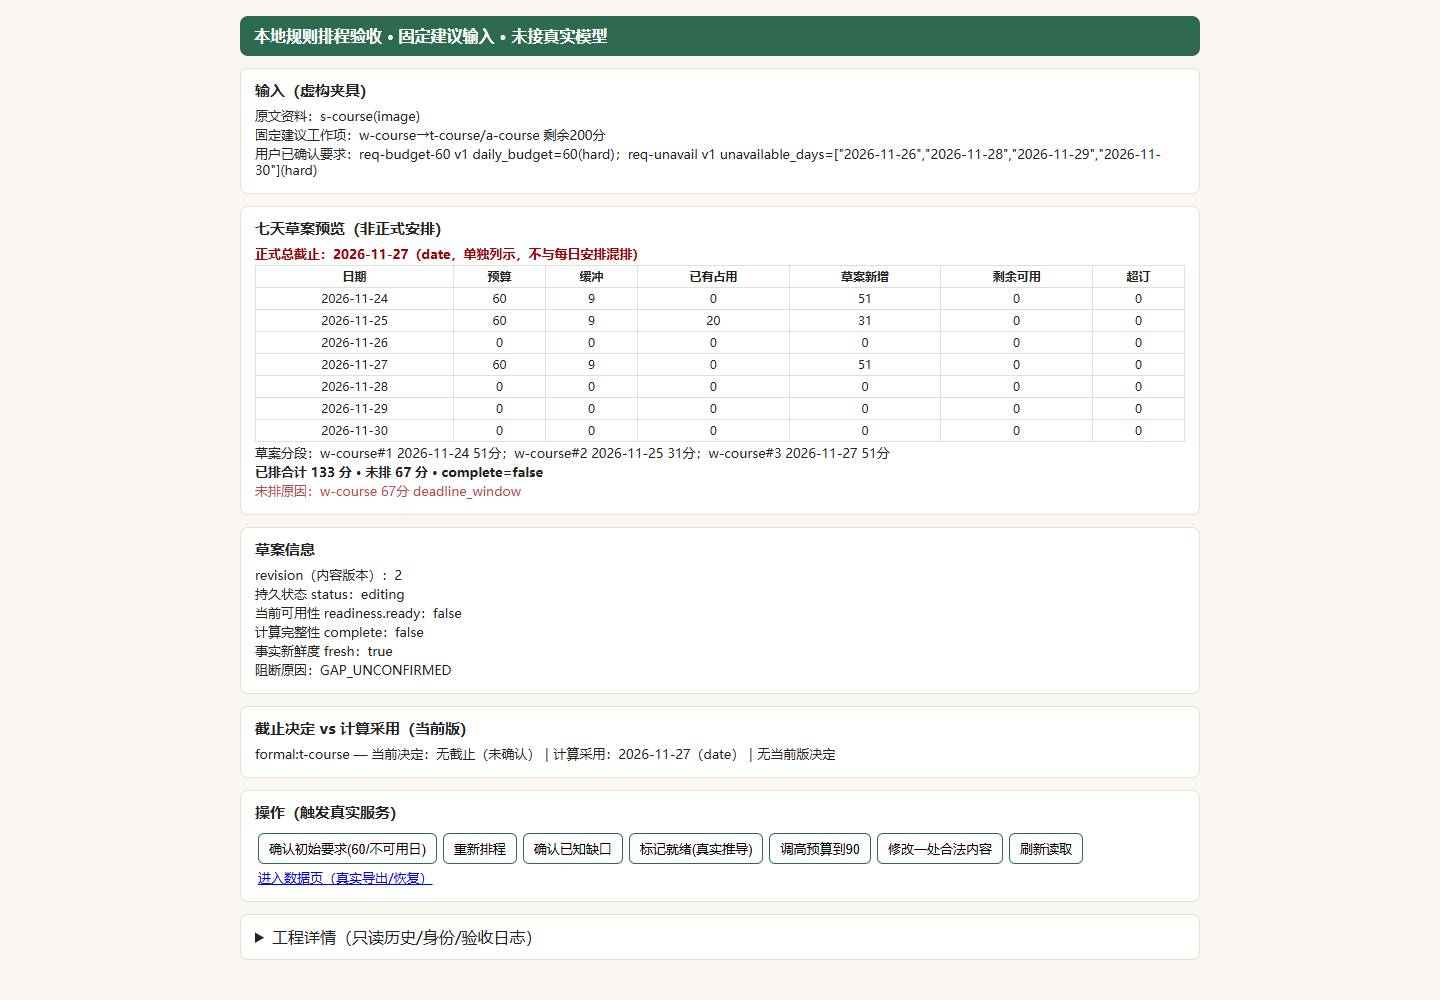 本地规则排程验收 • 固定建议输入 • 未接真实模型
输入（虚构夹具）
原文资料：s-course(image)
固定建议工作项：w-course→t-course/a-course 剩余200分
用户已确认要求：req-budget-60 v1 daily_budget=60(hard)；req-unavail v1 unavailable_days=["2026-11-26","2026-11-28","2026-11-29","2026-11-
30"](hard)
七天草案预览（非正式安排）
正式总截止：2026-11-27（date，单独列示，不与每日安排混排）
日期 预算 缓冲 已有占用 草案新增 剩余可用 超订
2026-11-24 60 9 0 51 0 0
2026-11-25 60 9 20 31 0 0
2026-11-26 0 0 0 0 0 0
2026-11-27 60 9 0 51 0 0
2026-11-28 0 0 0 0 0 0
2026-11-29 0 0 0 0 0 0
2026-11-30 0 0 0 0 0 0
草案分段：w-course#1 2026-11-24 51分；w-course#2 2026-11-25 31分；w-course#3 2026-11-27 51分
已排合计 133 分 • 未排 67 分 • complete=false
未排原因：w-course 67分 deadline_window
草案信息
revision（内容版本）：2
持久状态 status：editing
当前可用性 readiness.ready：false
计算完整性 complete：false
事实新鲜度 fresh：true
阻断原因：GAP_UNCONFIRMED
截止决定 vs 计算采用（当前版）
formal:t-course — 当前决定：无截止（未确认）｜计算采用：2026-11-27（date）｜无当前版决定
操作（触发真实服务）
确认初始要求(60/不可用日) 重新排程 确认已知缺口 标记就绪(真实推导) 调高预算到90 修改一处合法内容 刷新读取
进入数据页（真实导出/恢复）
▶ 工程详情（只读历史/身份/验收日志）